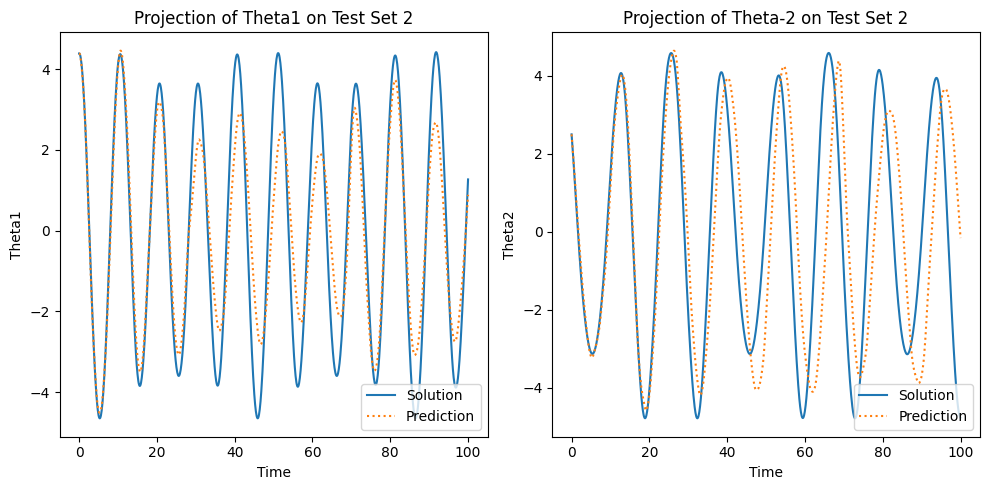 Projection of Theta1 on Test Set 2
Theta1
4
2
0
−2
−4
0 20 40 60 80 100
Time
Solution
Prediction
Projection of Theta-2 on Test Set 2
Theta2
4
2
0
−2
−4
0 20 40 60 80 100
Time
Solution
Prediction